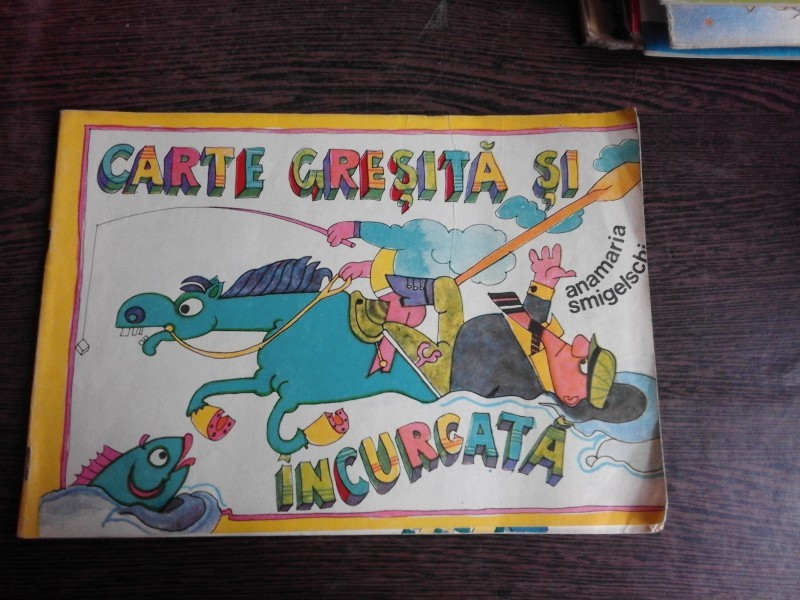 CARTE GREȘITĂ ȘI
anamaria
smigelschi
ÎNCURCATĂ